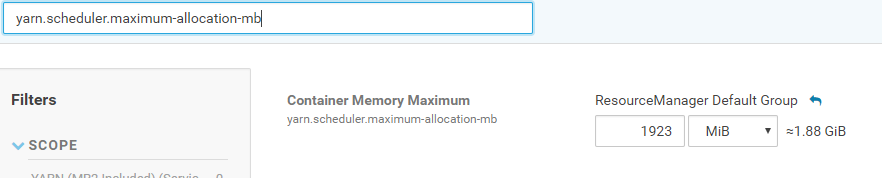 yarn.scheduler.maximum-allocation-mb
Filters
SCOPE
YARN (MR2 Included) (Servic... 0
Container Memory Maximum
yarn.scheduler.maximum-allocation-mb
ResourceManager Default Group
1923 MiB ≈1.88 GiB